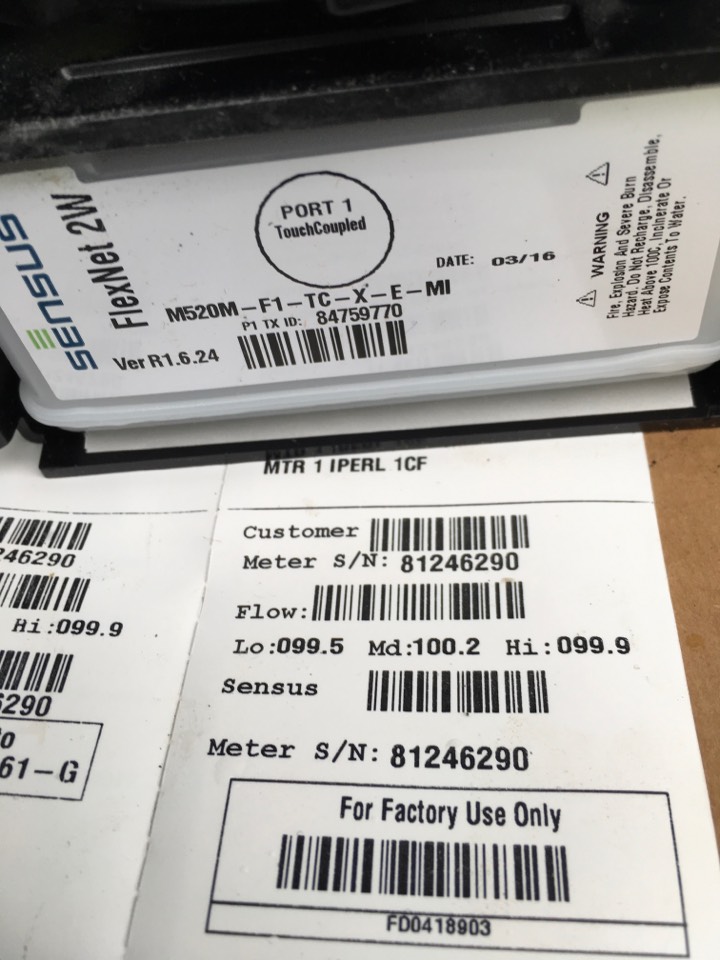 SENSUS
FlexNet 2W
PORT 1
TouchCoupled
DATE: 03/16
M520M-F1-TC-X-E-MI
P1 TX ID: 84759770
Ver R1.6.24
WARNING
Fire, Explosion And Severe Burn
Hazard. Do Not Recharge, Disassemble,
Heat Above 100C, Incinerate Or
Expose Contents To Water.
MTR 1 IPERL 1CF
Customer
Meter S/N: 81246290
Flow:
Lo:099.5 Md:100.2 Hi:099.9
Sensus
Meter S/N: 81246290
For Factory Use Only
FD0418903
246290
Hi:099.9
6290
61-G